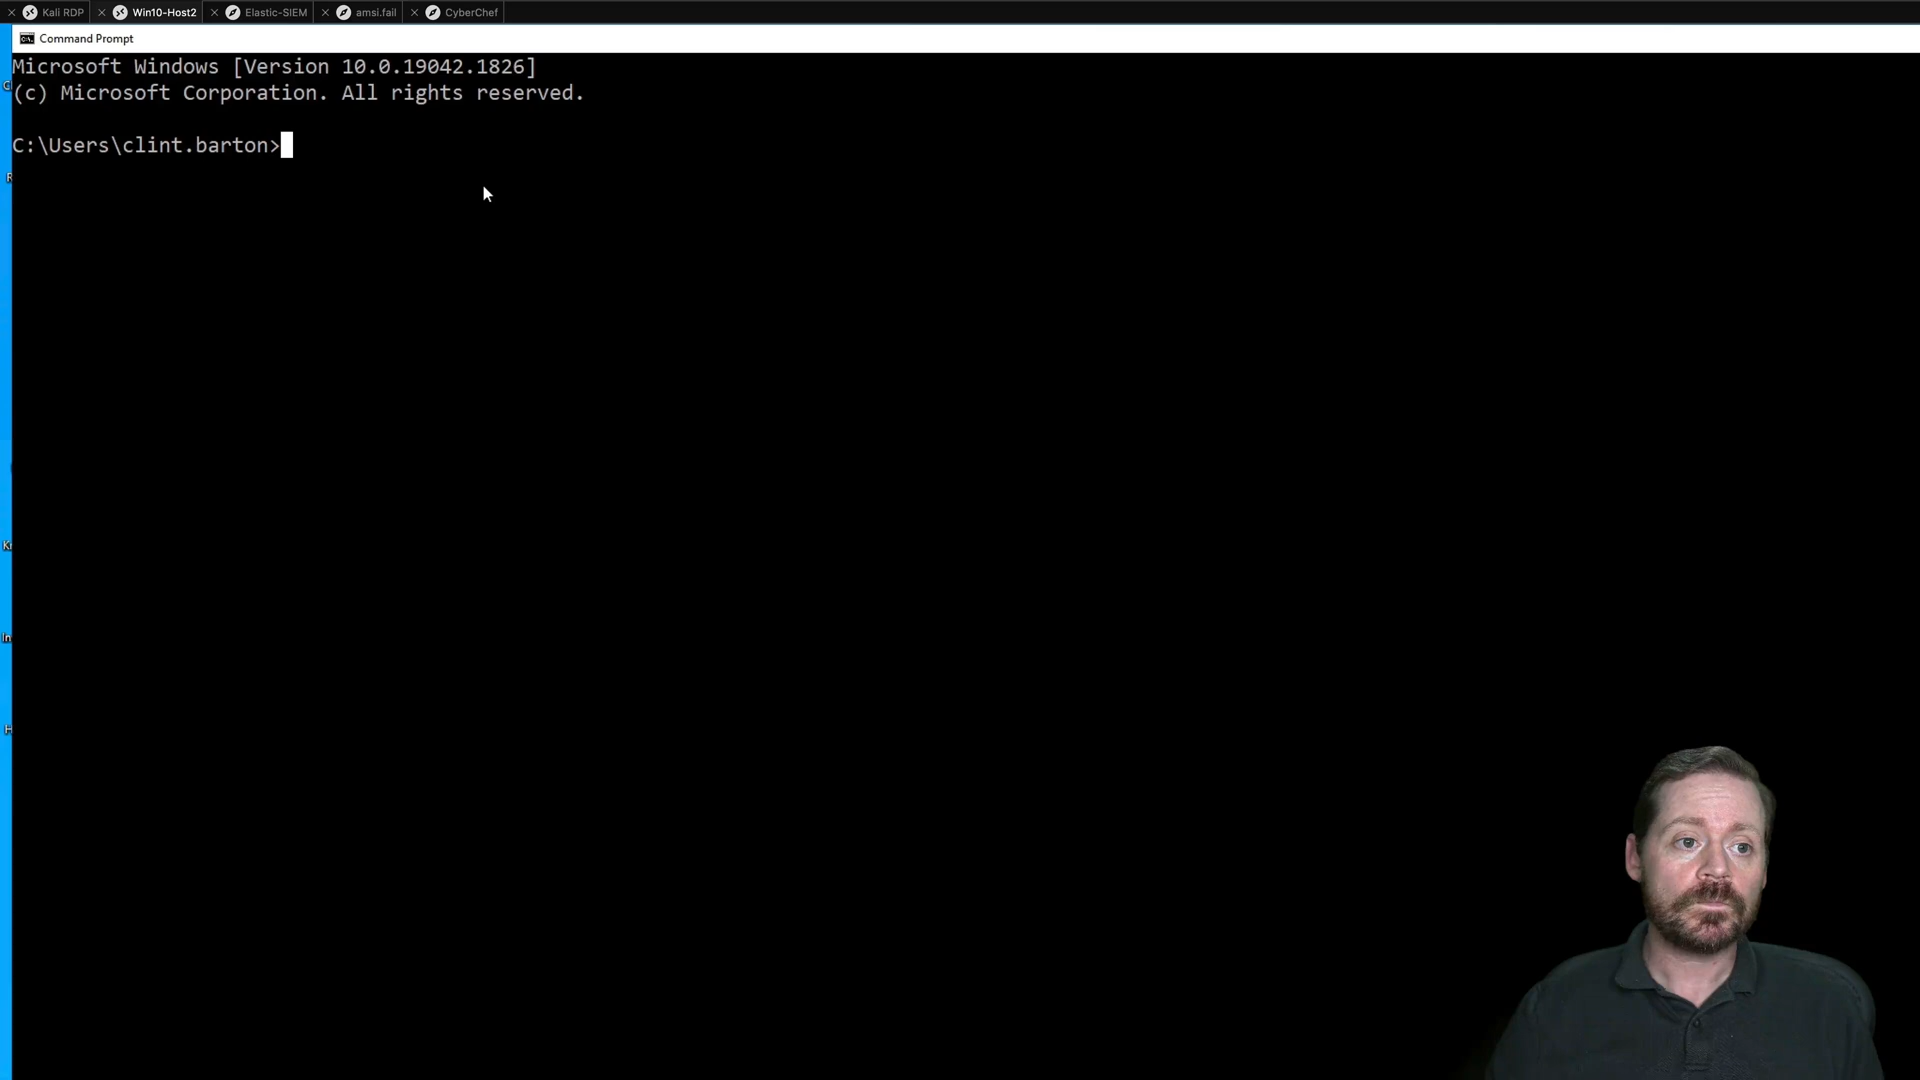 Kali RDP
Win10-Host2
Elastic-SIEM
amsi.fail
CyberChef
Command Prompt
Microsoft Windows [Version 10.0.19042.1826]
(c) Microsoft Corporation. All rights reserved.
C:\Users\clint.barton>